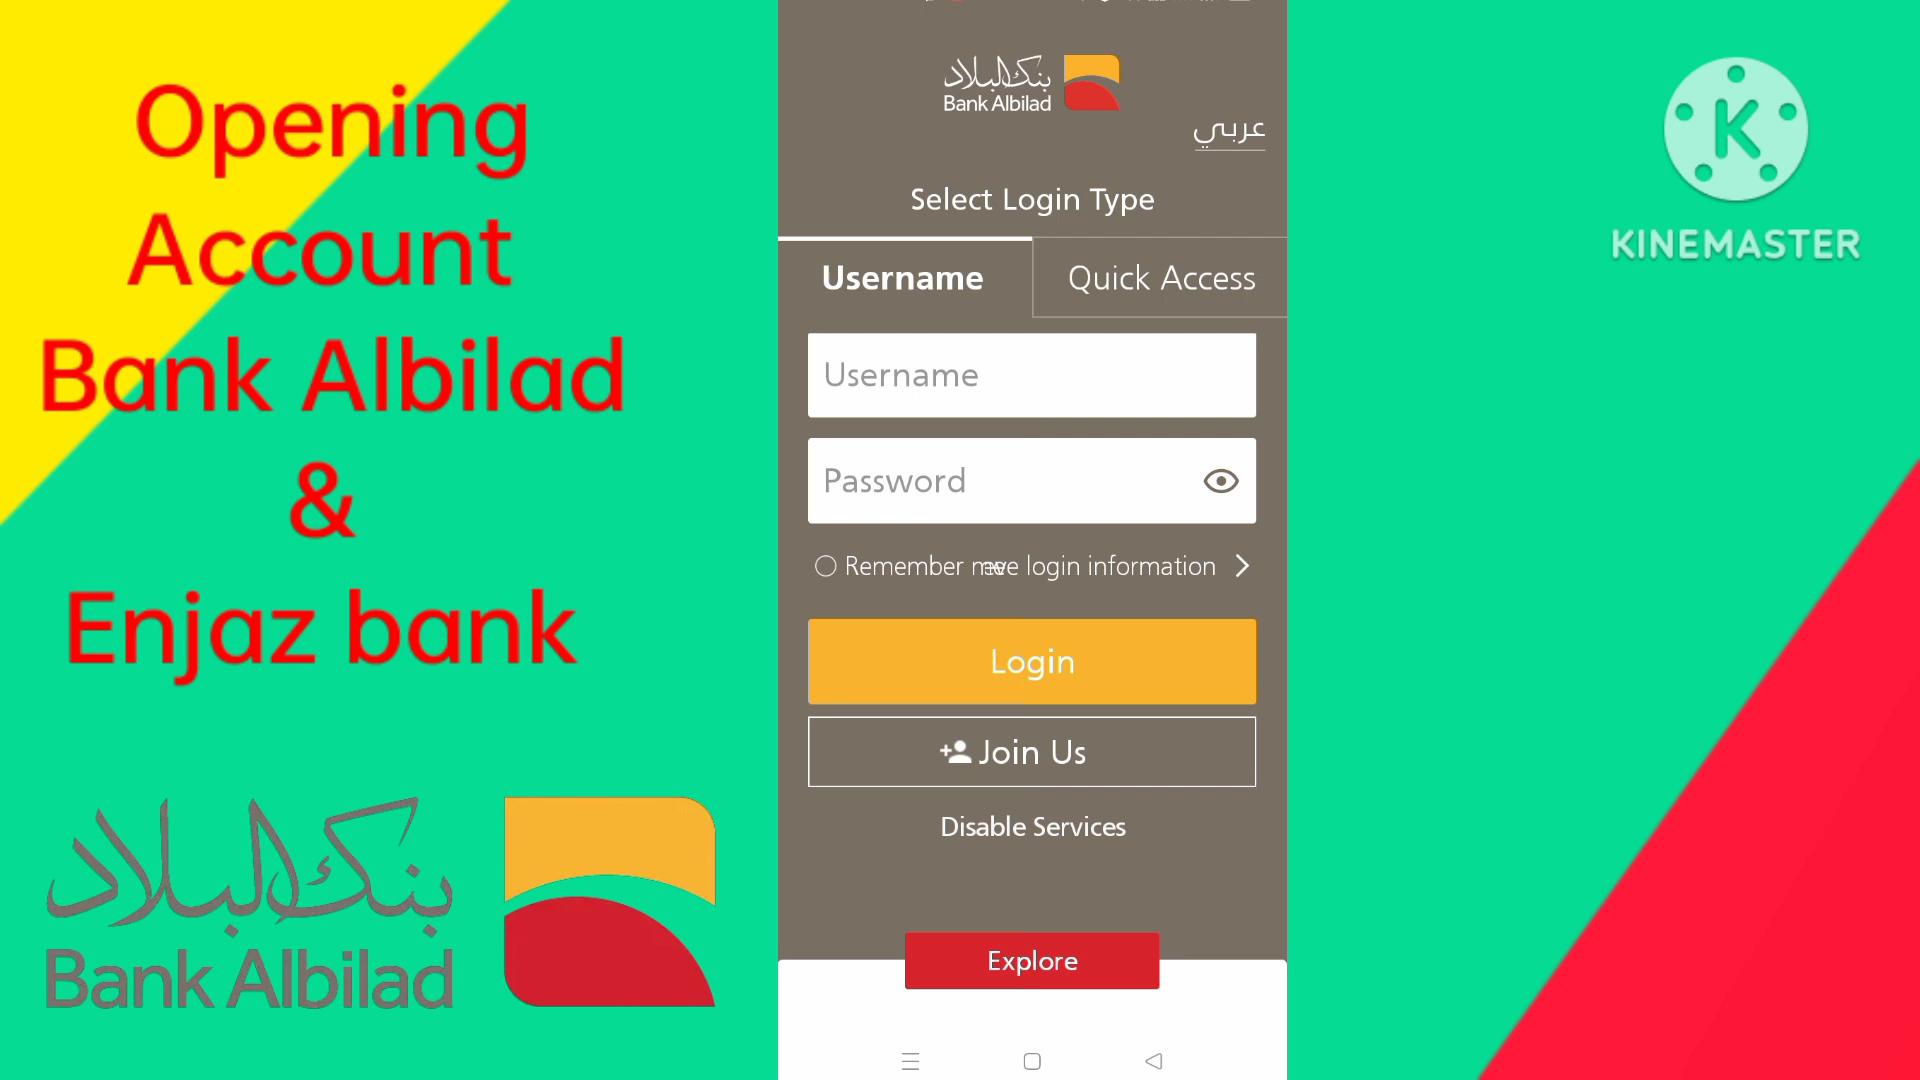 Opening
Account
Bank Albilad
&
Enjaz bank
بنك البلاد
Bank Albilad
بنك البلاد
Bank Albilad
عربي
Select Login Type
Username
Quick Access
Username
Password
Remember me
login information
Login
Join Us
Disable Services
Explore
K
KINEMASTER